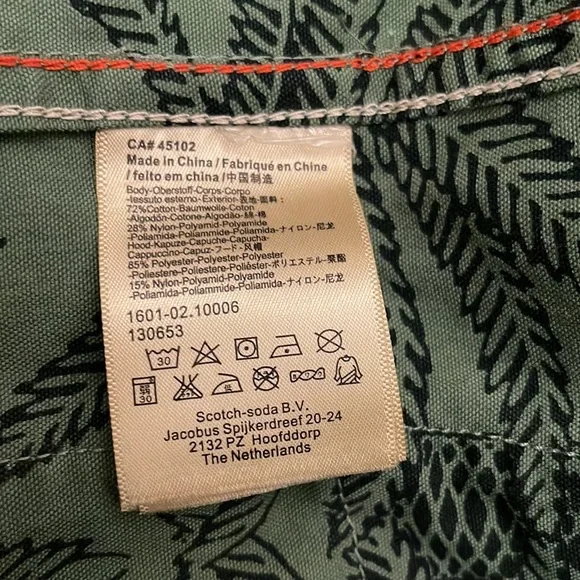 CA# 45102
Made in China / Fabriqué en Chine
/ feito em china /中国制造
Body-Oberstoff-Corps-Corpo
-tessuto esterno-Exterior-表地-面料:
72%Cotton-Baumwolle-Coton
-Algodón-Cotone-Algodão-綿-棉
28% Nylon-Polyamid-Polyamide
-Poliamida-Poliammide-Poliamida-ナイロン-尼龙
Hood-Kapuze-Capuche-Capucha-
Cappuccino-Capuz-フード-风帽
85% Polyester-Polyester-Polyester
-Poliestere-Poliestere-Poliéster-ポリエステル-聚酯
15% Nylon-Polyamid-Polyamide
-Poliamida-Poliammide-Poliamida-ナイロン-尼龙
1601-02.10006
130653
30
30
Scotch-soda B.V.
Jacobus Spijkerdreef 20-24
2132 PZ Hoofddorp
The Netherlands